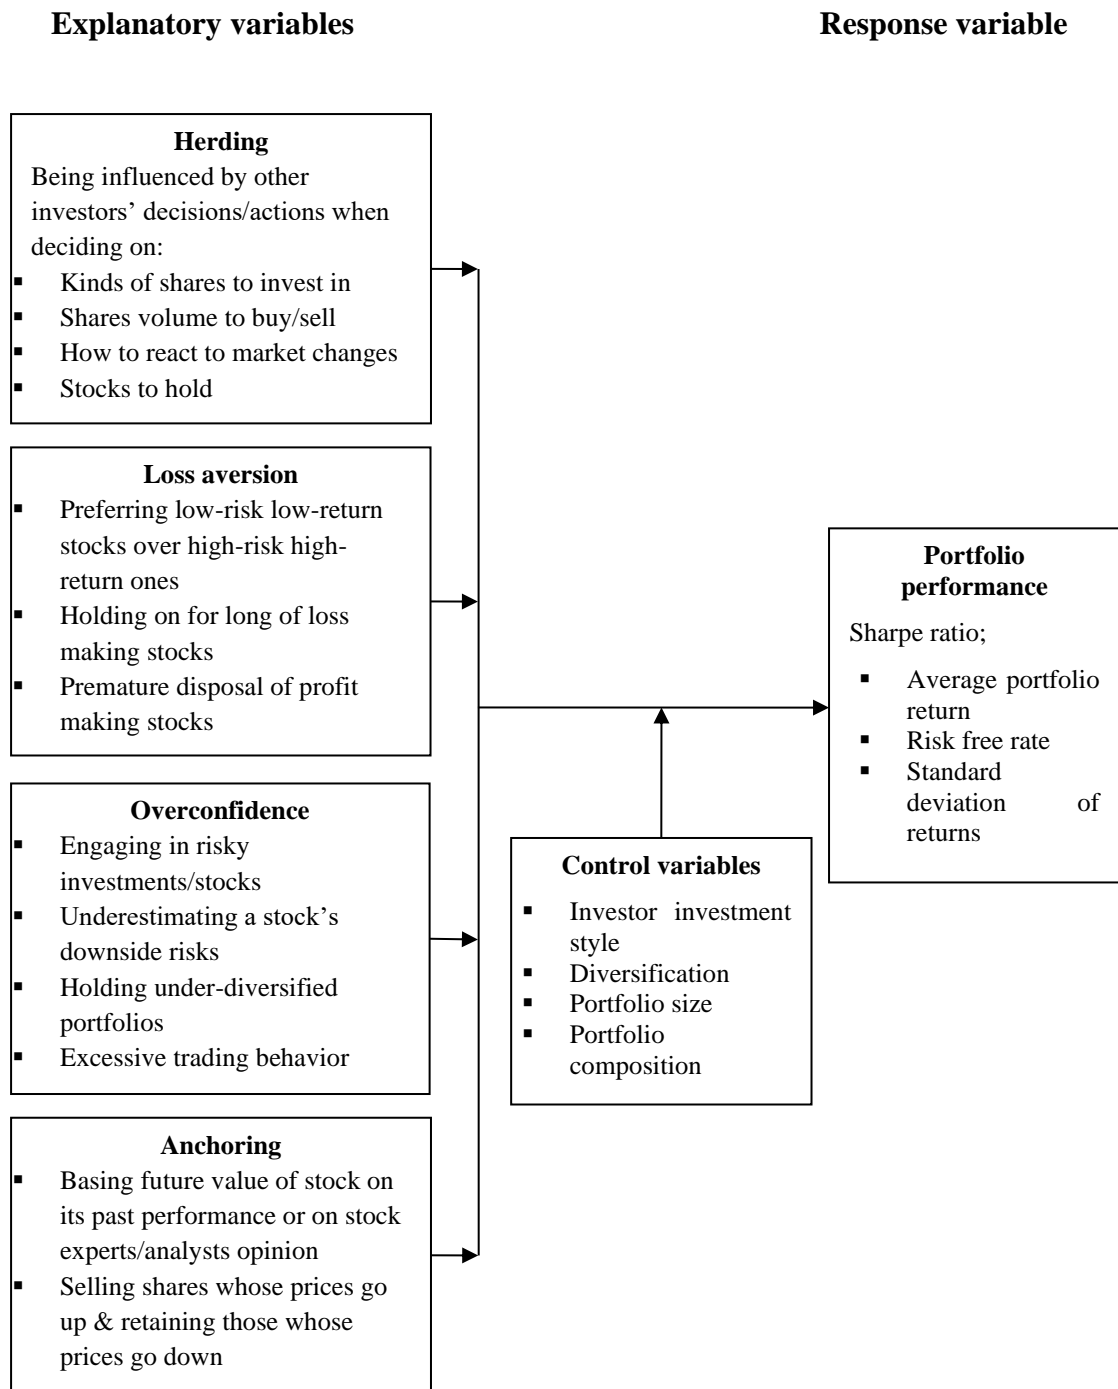 Explanatory variables
Response variable
Herding
Being influenced by other
investors’ decisions/actions when
deciding on:
▪ Kinds of shares to invest in
▪ Shares volume to buy/sell
▪ How to react to market changes
▪ Stocks to hold
Loss aversion
▪ Preferring low-risk low-return
stocks over high-risk high-
return ones
▪ Holding on for long of loss
making stocks
▪ Premature disposal of profit
making stocks
Overconfidence
▪ Engaging in risky
investments/stocks
▪ Underestimating a stock’s
downside risks
▪ Holding under-diversified
portfolios
▪ Excessive trading behavior
Anchoring
▪ Basing future value of stock on
its past performance or on stock
experts/analysts opinion
▪ Selling shares whose prices go
up & retaining those whose
prices go down
Control variables
▪ Investor investment
style
▪ Diversification
▪ Portfolio size
▪ Portfolio
composition
Portfolio
performance
Sharpe ratio;
▪ Average portfolio
return
▪ Risk free rate
▪ Standard
deviation of
returns